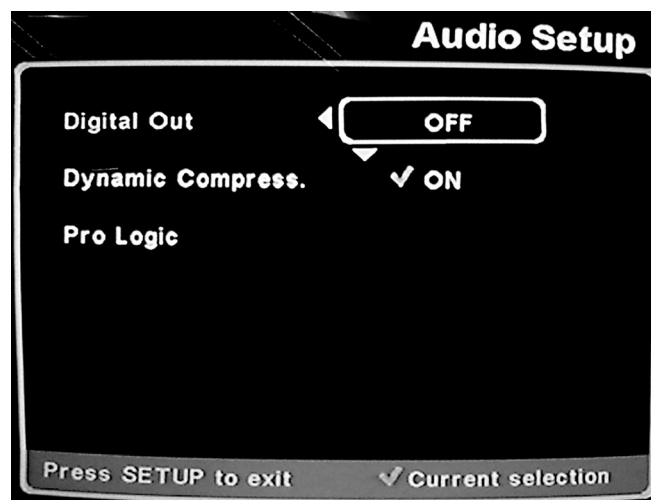 Audio Setup
Digital Out OFF
Dynamic Compress. ✓ ON
Pro Logic
Press SETUP to exit ✓ Current selection